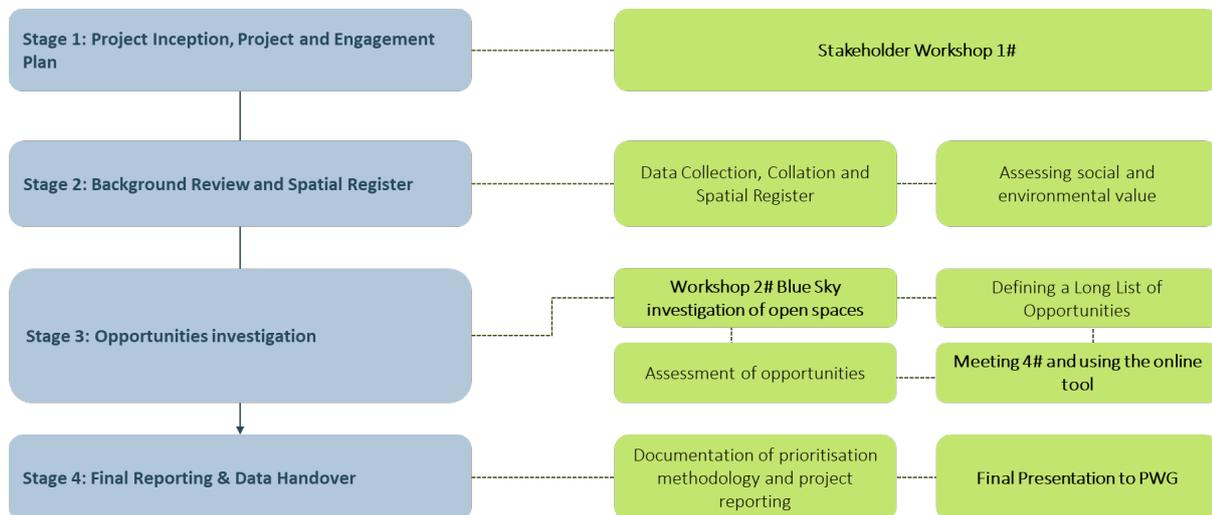 Stage 1: Project Inception, Project and Engagement
Plan
Stakeholder Workshop 1#
Stage 2: Background Review and Spatial Register
Data Collection, Collation and
Spatial Register
Assessing social and
environmental value
Stage 3: Opportunities investigation
Workshop 2# Blue Sky
investigation of open spaces
Defining a Long List of
Opportunities
Assessment of opportunities
Meeting 4# and using the online
tool
Stage 4: Final Reporting & Data Handover
Documentation of prioritisation
methodology and project
reporting
Final Presentation to PWG